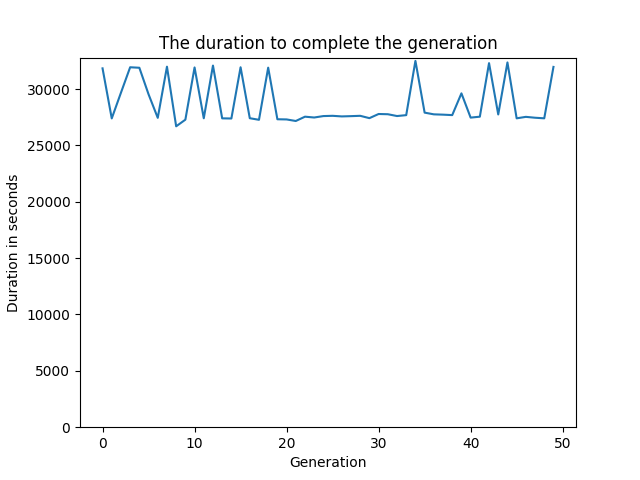 The duration to complete the generation
Duration in seconds
30000
25000
20000
15000
10000
5000
0
0 10 20 30 40 50
Generation